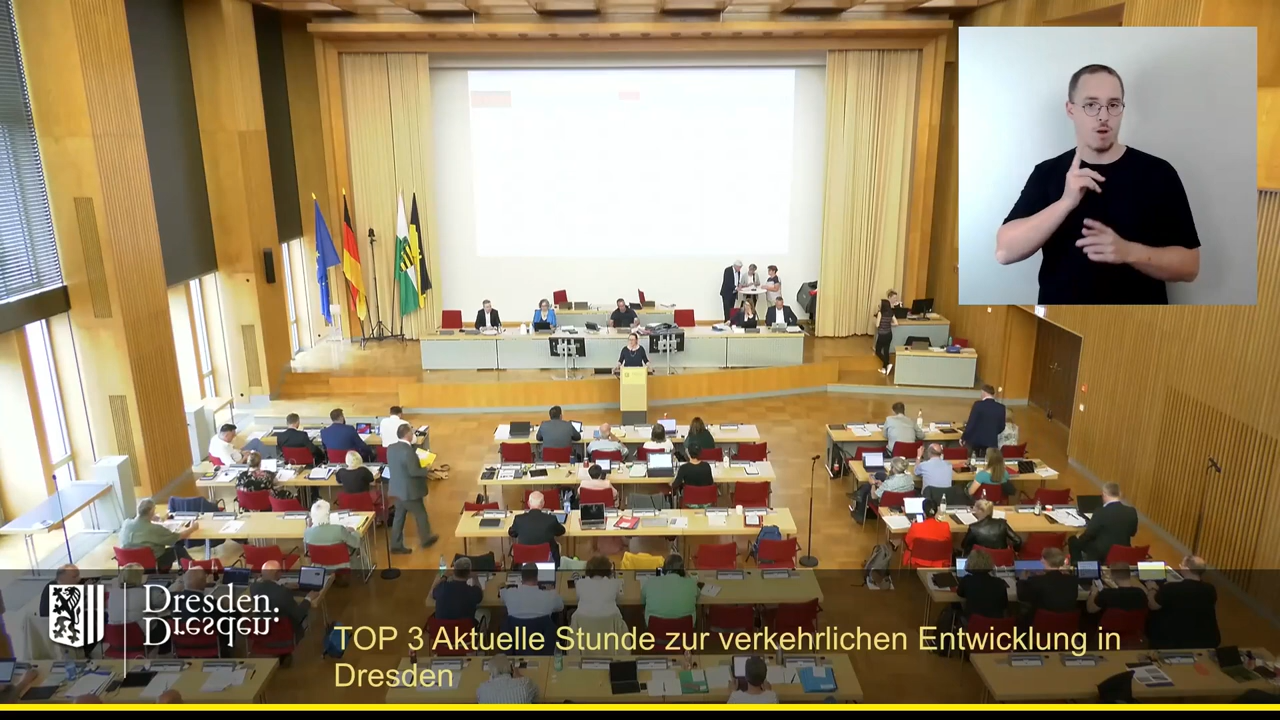 Dresden.
Dresden.
TOP 3 Aktuelle Stunde zur verkehrlichen Entwicklung in
Dresden